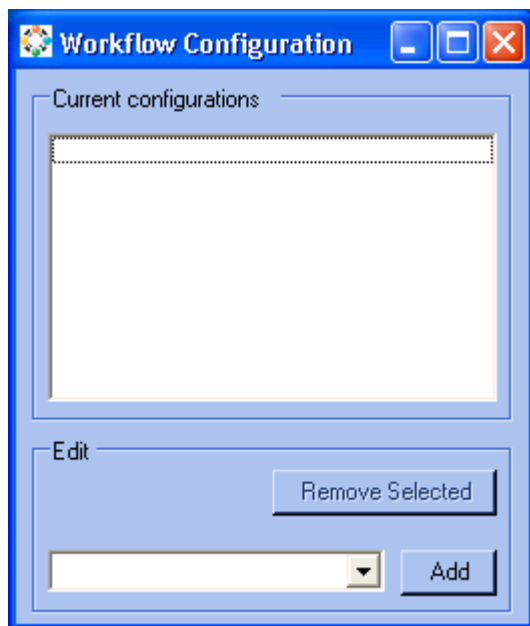 Workflow Configuration
Current configurations
Edit
Remove Selected
Add